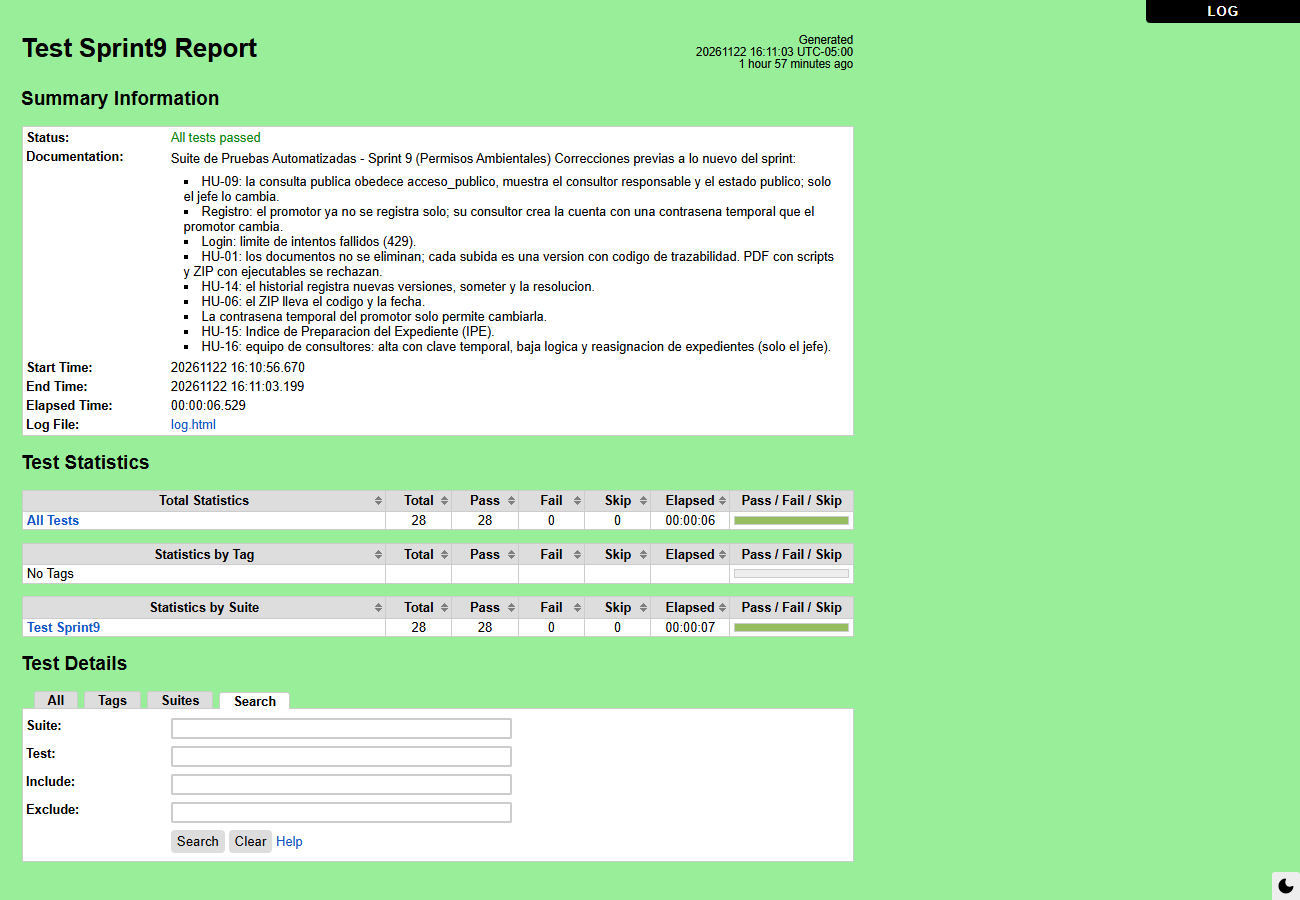 LOG
Test Sprint9 Report
Generated
20261122 16:11:03 UTC-05:00
1 hour 57 minutes ago
Summary Information
Status: All tests passed
Documentation: Suite de Pruebas Automatizadas - Sprint 9 (Permisos Ambientales) Correcciones previas a lo nuevo del sprint:
▪ HU-09: la consulta publica obedece acceso_publico, muestra el consultor responsable y el estado publico; solo
el jefe lo cambia.
▪ Registro: el promotor ya no se registra solo; su consultor crea la cuenta con una contrasena temporal que el
promotor cambia.
▪ Login: limite de intentos fallidos (429).
▪ HU-01: los documentos no se eliminan; cada subida es una version con codigo de trazabilidad. PDF con scripts
y ZIP con ejecutables se rechazan.
▪ HU-14: el historial registra nuevas versiones, someter y la resolucion.
▪ HU-06: el ZIP lleva el codigo y la fecha.
▪ La contrasena temporal del promotor solo permite cambiarla.
▪ HU-15: Indice de Preparacion del Expediente (IPE).
▪ HU-16: equipo de consultores: alta con clave temporal, baja logica y reasignacion de expedientes (solo el jefe).
Start Time: 20261122 16:10:56.670
End Time: 20261122 16:11:03.199
Elapsed Time: 00:00:06.529
Log File: log.html
Test Statistics
Total Statistics Total Pass Fail Skip Elapsed Pass / Fail / Skip
All Tests 28 28 0 0 00:00:06
Statistics by Tag Total Pass Fail Skip Elapsed Pass / Fail / Skip
No Tags
Statistics by Suite Total Pass Fail Skip Elapsed Pass / Fail / Skip
Test Sprint9 28 28 0 0 00:00:07
Test Details
All Tags Suites Search
Suite:
Test:
Include:
Exclude:
Search Clear Help